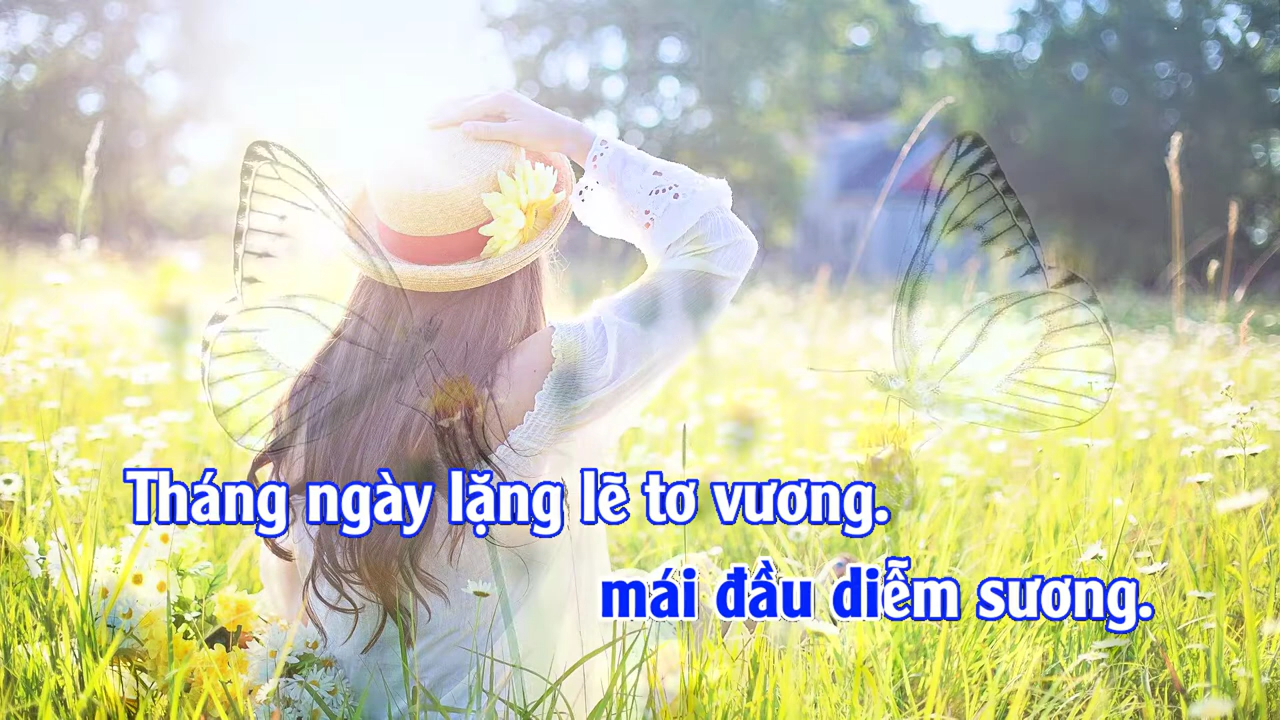 Tháng ngày lặng lẽ tơ vương.
mái đầu diễm sương.